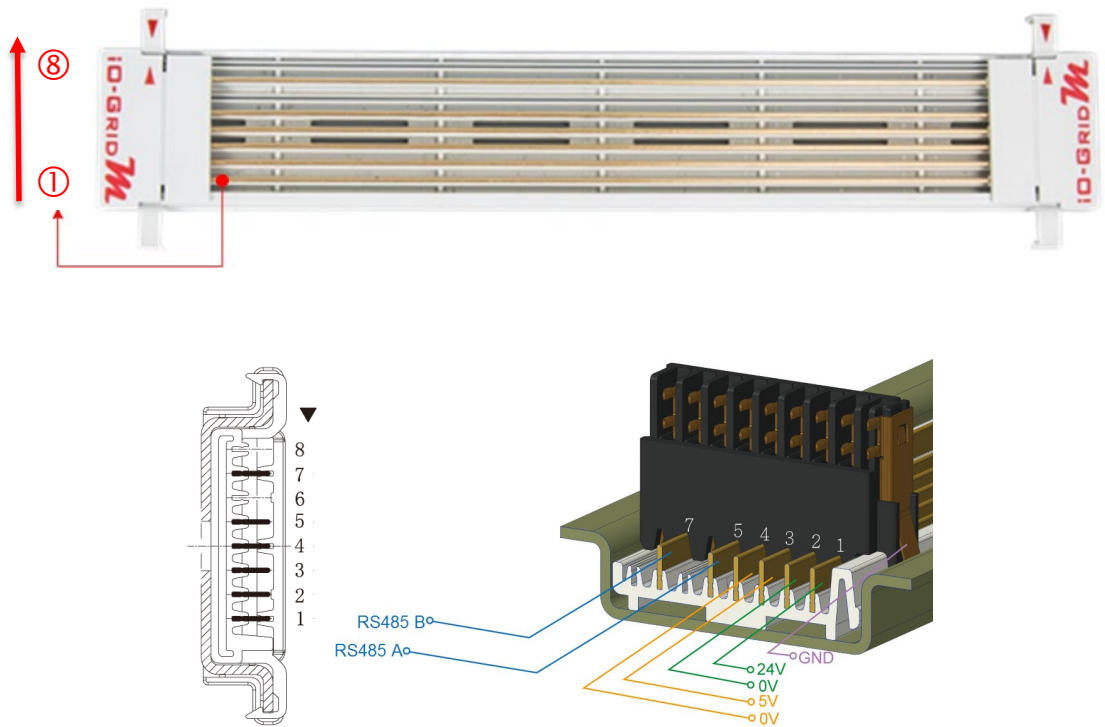 ⑧
①
iO-GRID M
iO-GRID M
8
7
6
5
4
3
2
1
7 5 4 3 2 1
RS485 B
RS485 A
GND
24V
0V
5V
0V